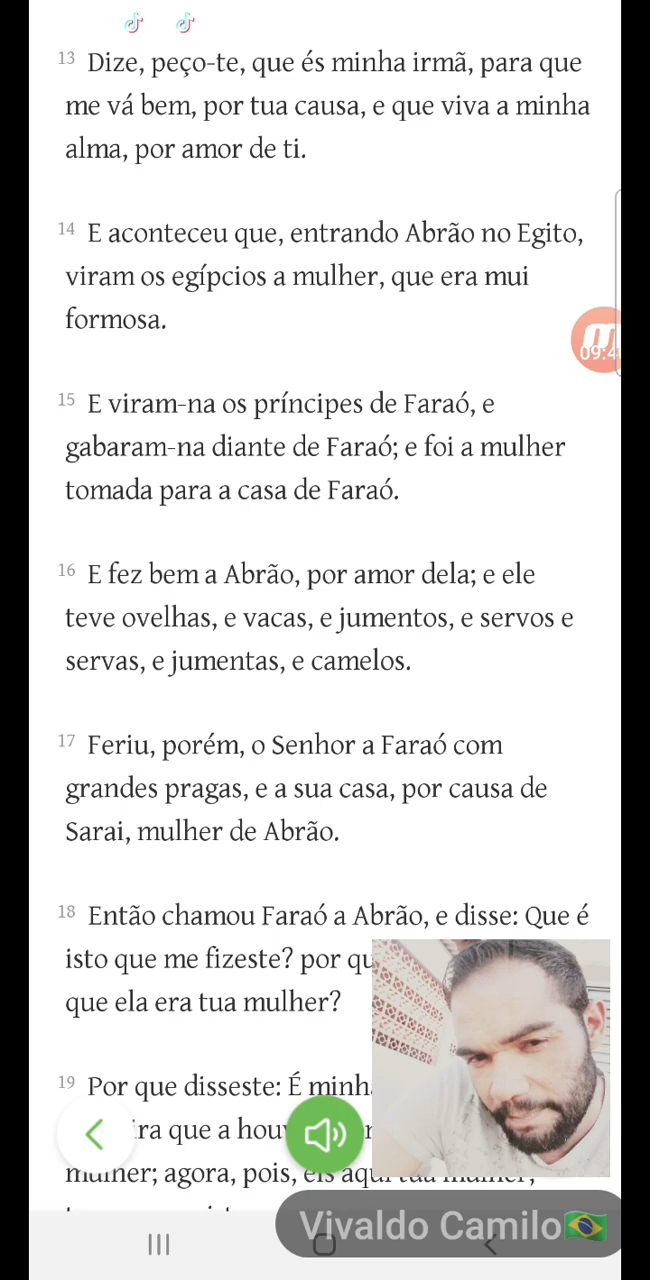 13 Dize, peço-te, que és minha irmã, para que
me vá bem, por tua causa, e que viva a minha
alma, por amor de ti.
14 E aconteceu que, entrando Abrão no Egito,
viram os egípcios a mulher, que era mui
formosa.
15 E viram-na os príncipes de Faraó, e
gabaram-na diante de Faraó; e foi a mulher
tomada para a casa de Faraó.
16 E fez bem a Abrão, por amor dela; e ele
teve ovelhas, e vacas, e jumentos, e servos e
servas, e jumentas, e camelos.
17 Feriu, porém, o Senhor a Faraó com
grandes pragas, e a sua casa, por causa de
Sarai, mulher de Abrão.
18 Então chamou Faraó a Abrão, e disse: Que é
isto que me fizeste? por
que ela era tua mulher?
19 Por que disseste: É
que a
agora, pois,
Vivaldo Camilo